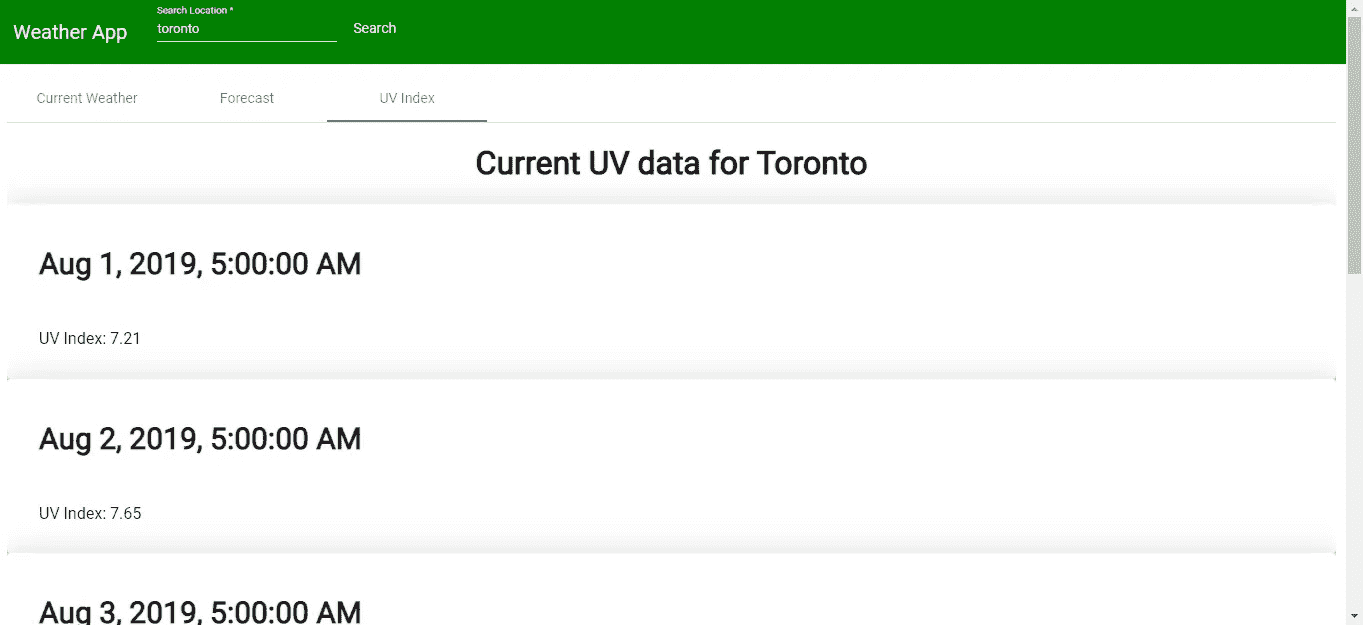 Weather App
Search Location *
toronto
Search
Current Weather
Forecast
UV Index
Current UV data for Toronto
Aug 1, 2019, 5:00:00 AM
UV Index: 7.21
Aug 2, 2019, 5:00:00 AM
UV Index: 7.65
Aug 3, 2019, 5:00:00 AM